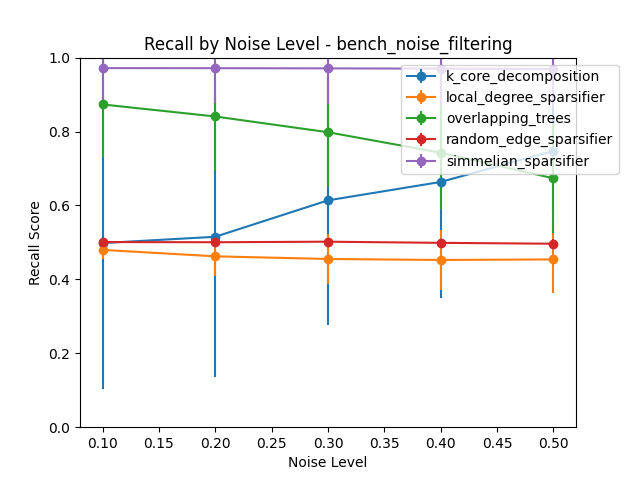 Recall by Noise Level - bench_noise_filtering
1.0
0.8
0.6
0.4
0.2
0.0
Recall Score
k_core_decomposition
local_degree_sparsifier
overlapping_trees
random_edge_sparsifier
simmelian_sparsifier
0.10 0.15 0.20 0.25 0.30 0.35 0.40 0.45 0.50
Noise Level